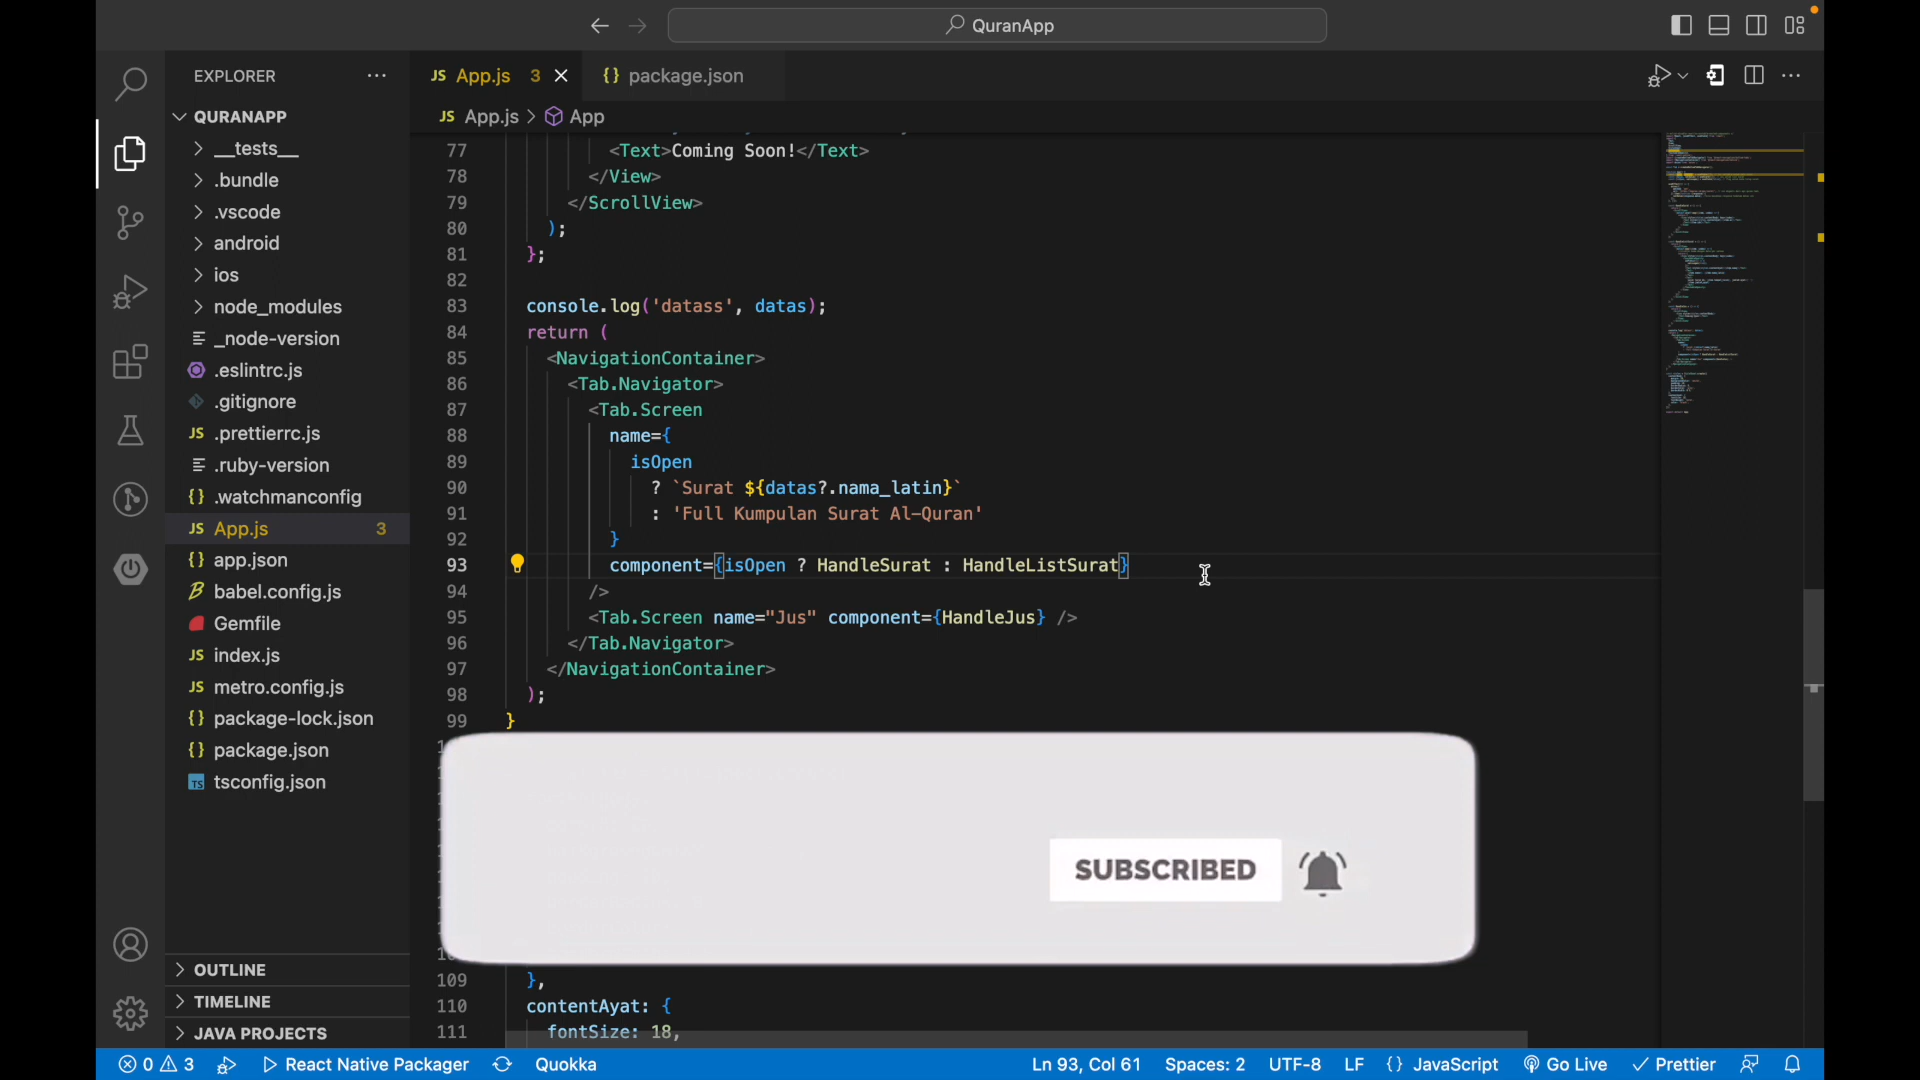 QuranApp
EXPLORER
JS App.js 3
{} package.json
QURANAPP
JS App.js > App
__tests__
.bundle
.vscode
android
ios
node_modules
_node-version
.eslintrc.js
.gitignore
JS .prettierrc.js
.ruby-version
{} .watchmanconfig
JS App.js 3
{} app.json
babel.config.js
Gemfile
JS index.js
JS metro.config.js
{} package-lock.json
{} package.json
TS tsconfig.json
OUTLINE
TIMELINE
JAVA PROJECTS
77 <Text>Coming Soon!</Text>
78 </View>
79 </ScrollView>
80 );
81 };
82
83 console.log('datass', datas);
84 return (
85 <NavigationContainer>
86 <Tab.Navigator>
87 <Tab.Screen
88 name={
89 isOpen
90 ? `Surat ${datas?.nama_latin}`
91 : 'Full Kumpulan Surat Al-Quran'
92 }
93 component={isOpen ? HandleSurat : HandleListSurat}
94 />
95 <Tab.Screen name="Jus" component={HandleJus} />
96 </Tab.Navigator>
97 </NavigationContainer>
98 );
99 }
SUBSCRIBED
109 },
110 contentAyat: {
111 fontSize: 18,
0 3 React Native Packager Quokka Ln 93, Col 61 Spaces: 2 UTF-8 LF {} JavaScript Go Live Prettier